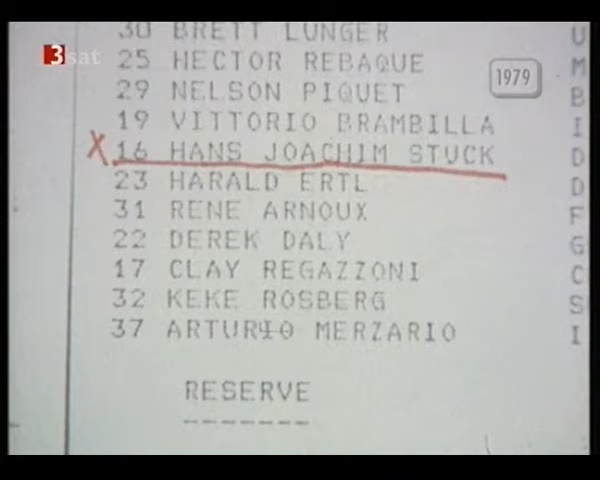 30 BRETT LUNGER U
3sat
25 HECTOR REBAQUE M
1979
29 NELSON PIQUET B
19 VITTORIO BRAMBILLA I
X 16 HANS JOACHIM STUCK D
23 HARALD ERTL D
31 RENE ARNOUX F
22 DEREK DALY G
17 CLAY REGAZZONI C
32 KEKE ROSBERG S
37 ARTURIO MERZARIO I
RESERVE
-------